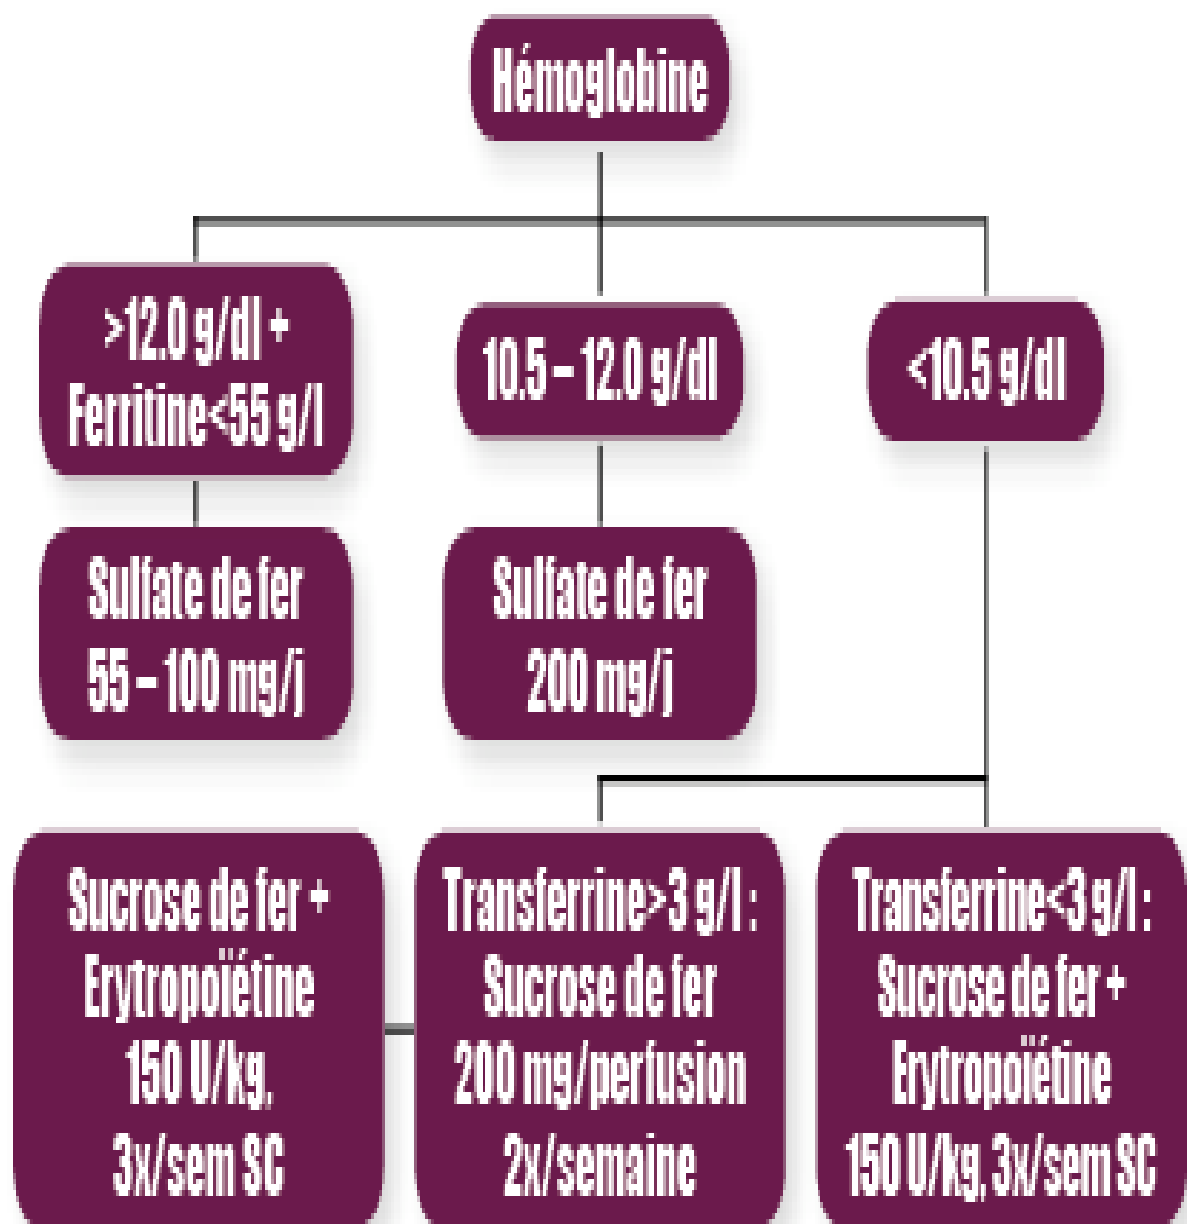 Hémoglobine
>12.0 g/dl +
Ferritine<55 g/l
10.5 – 12.0 g/dl
<10.5 g/dl
Sulfate de fer
55 – 100 mg/j
Sulfate de fer
200 mg/j
Sucrose de fer +
Erytropoïétine
150 U/kg,
3x/sem SC
Transferrine>3 g/l :
Sucrose de fer
200 mg/perfusion
2x/semaine
Transferrine<3 g/l :
Sucrose de fer +
Erytropoïétine
150 U/kg, 3x/sem SC